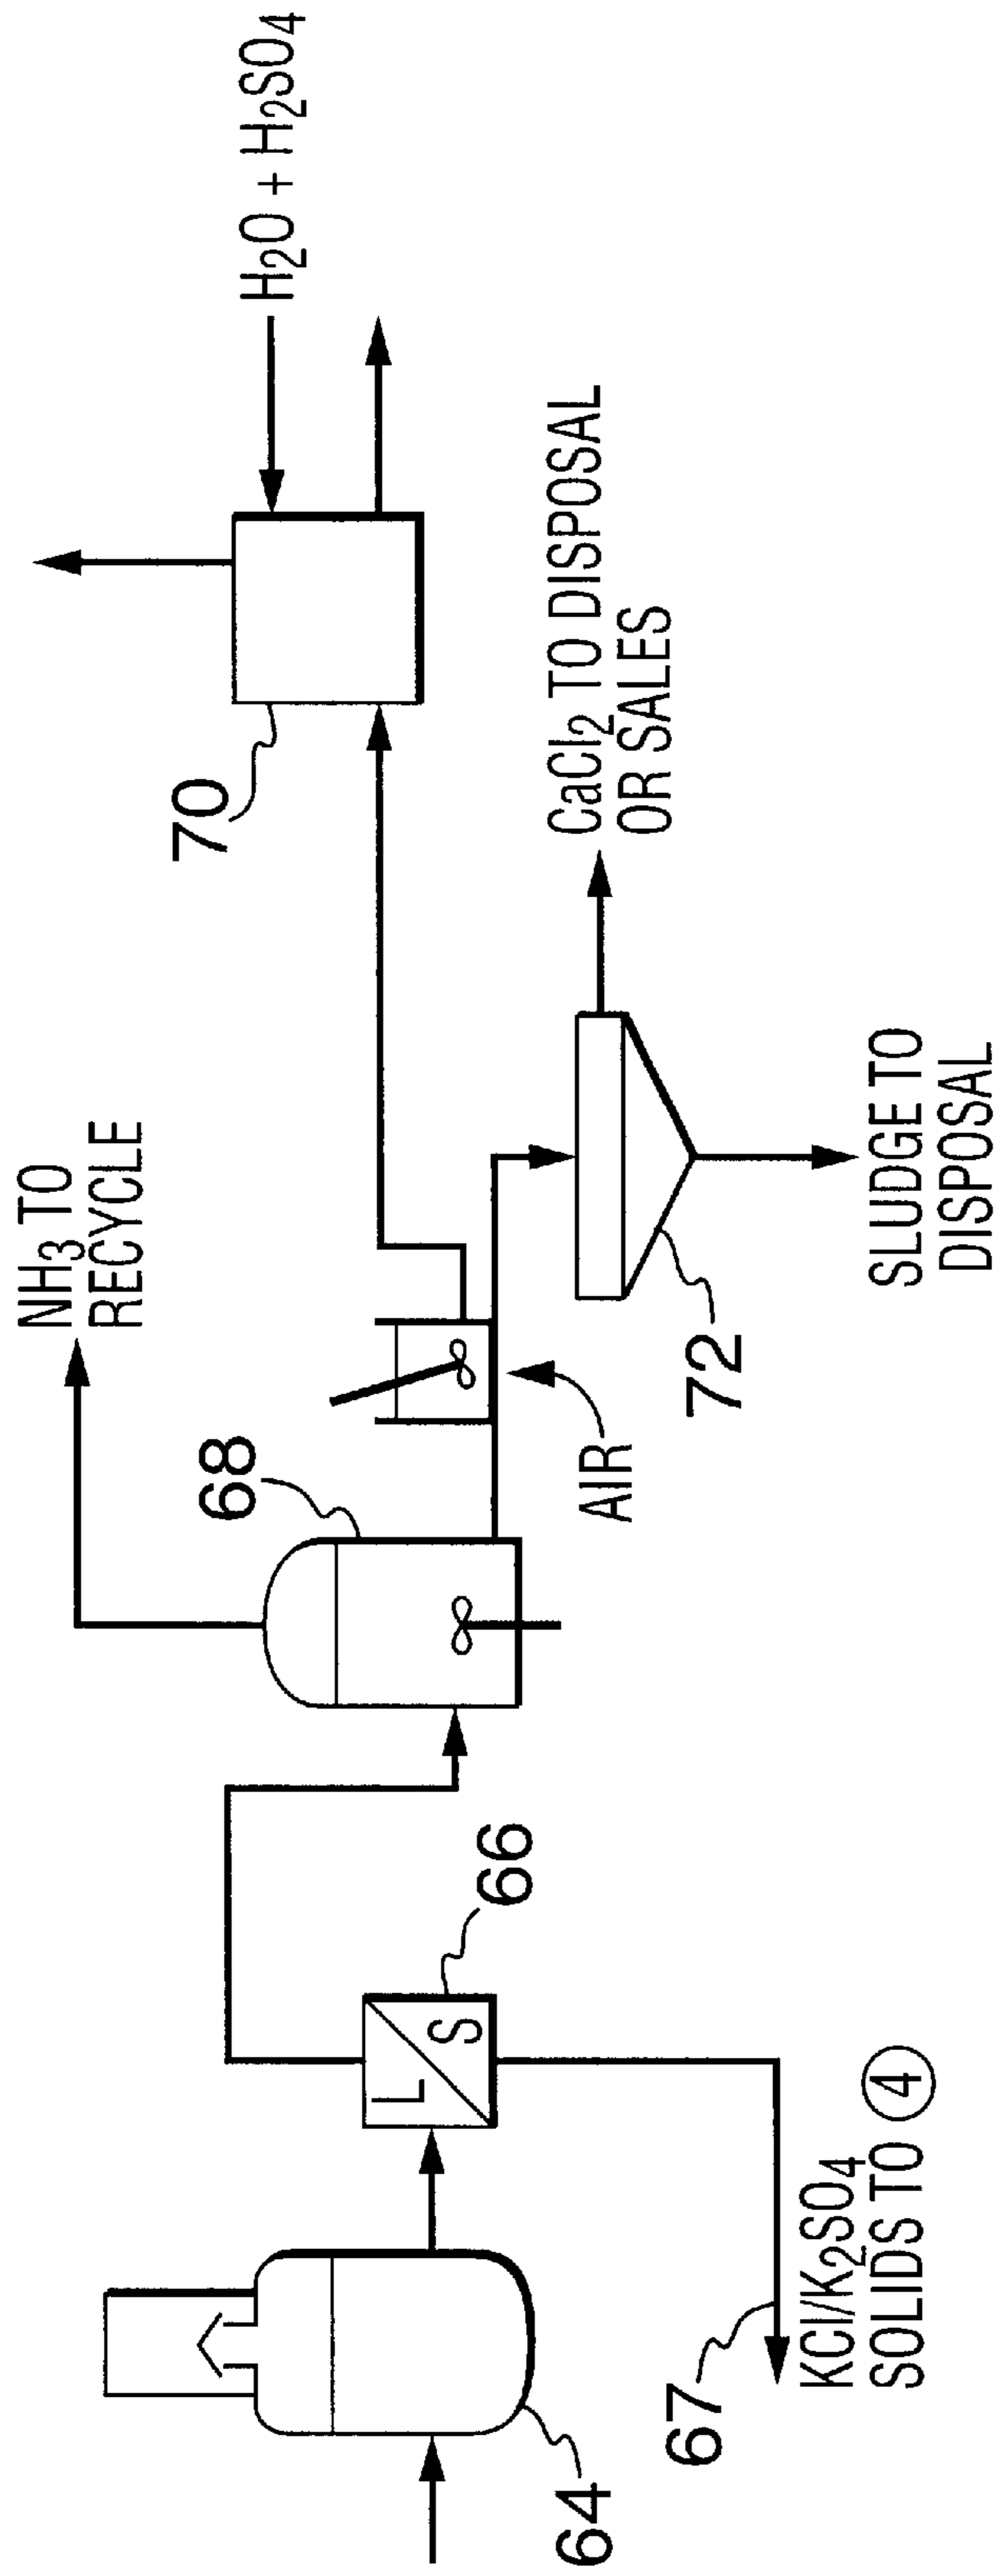 NH3 TO
RECYCLE
H2O + H2SO4
68
70
L
S
66
AIR
CaCl2 TO DISPOSAL
OR SALES
64
67
72
KCl/K2SO4
SOLIDS TO 4
SLUDGE TO
DISPOSAL